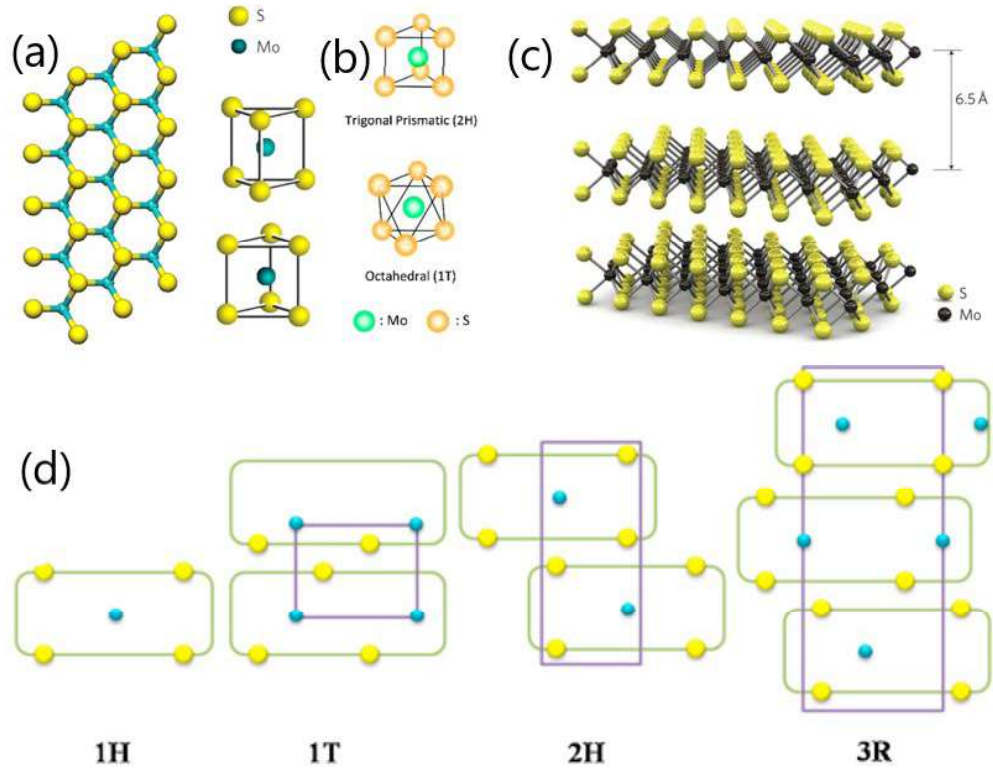 (a)
S
Mo
(b)
Trigonal Prismatic (2H)
Octahedral (1T)
: Mo : S
(c)
6.5 Å
S
Mo
(d)
1H 1T 2H 3R